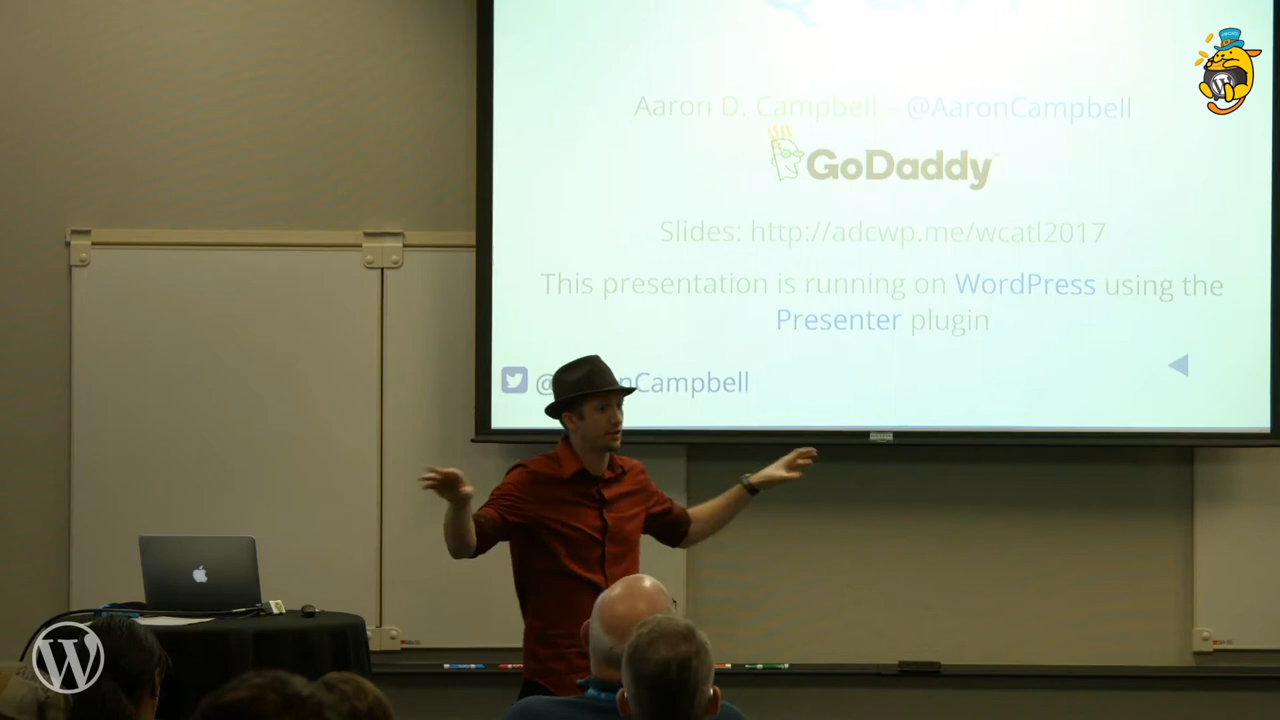 Aaron D. Campbell - @AaronCampbell
GoDaddy
Slides: http://adcwp.me/wcatl2017
This presentation is running on WordPress using the
Presenter plugin
nCampbell